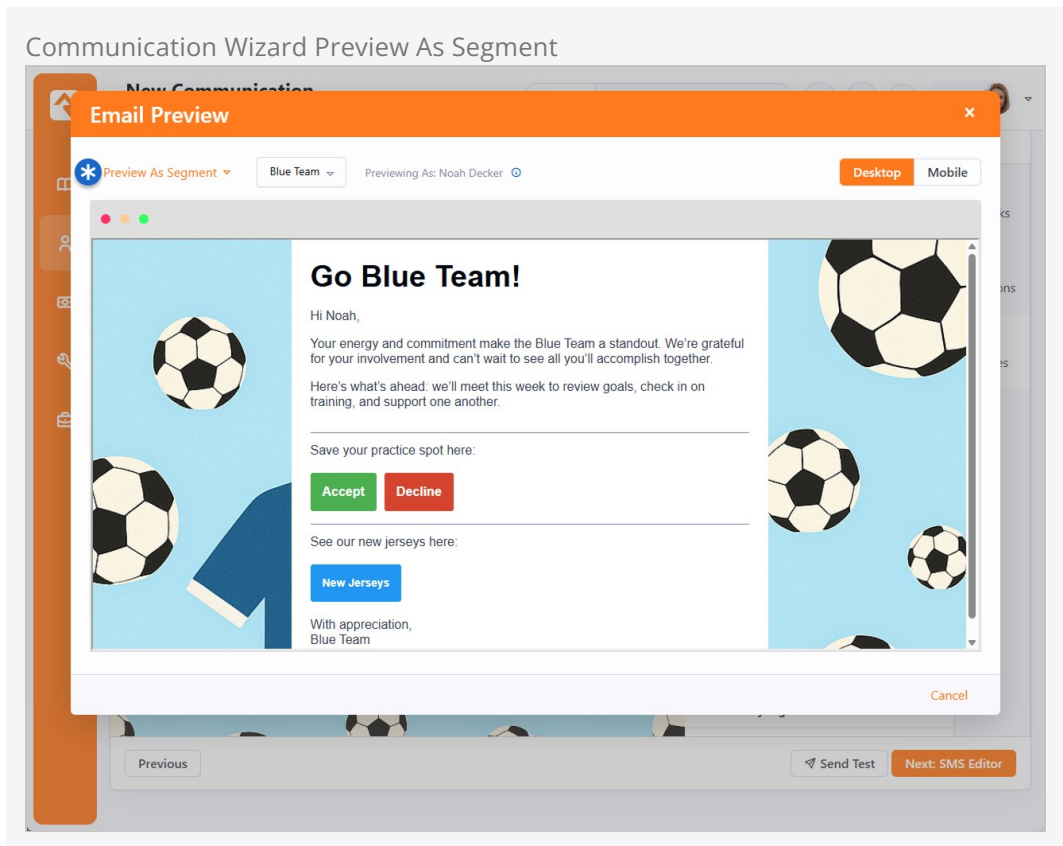 Communication Wizard Preview As Segment
New Communication
Email Preview
×
Preview As Segment
Blue Team
Previewing As: Noah Decker
Desktop
Mobile
Go Blue Team!
Hi Noah,
Your energy and commitment make the Blue Team a standout. We're grateful
for your involvement and can't wait to see all you'll accomplish together.
Here's what's ahead: we'll meet this week to review goals, check in on
training, and support one another.
Save your practice spot here:
Accept
Decline
See our new jerseys here:
New Jerseys
With appreciation,
Blue Team
Cancel
Previous
Send Test
Next: SMS Editor